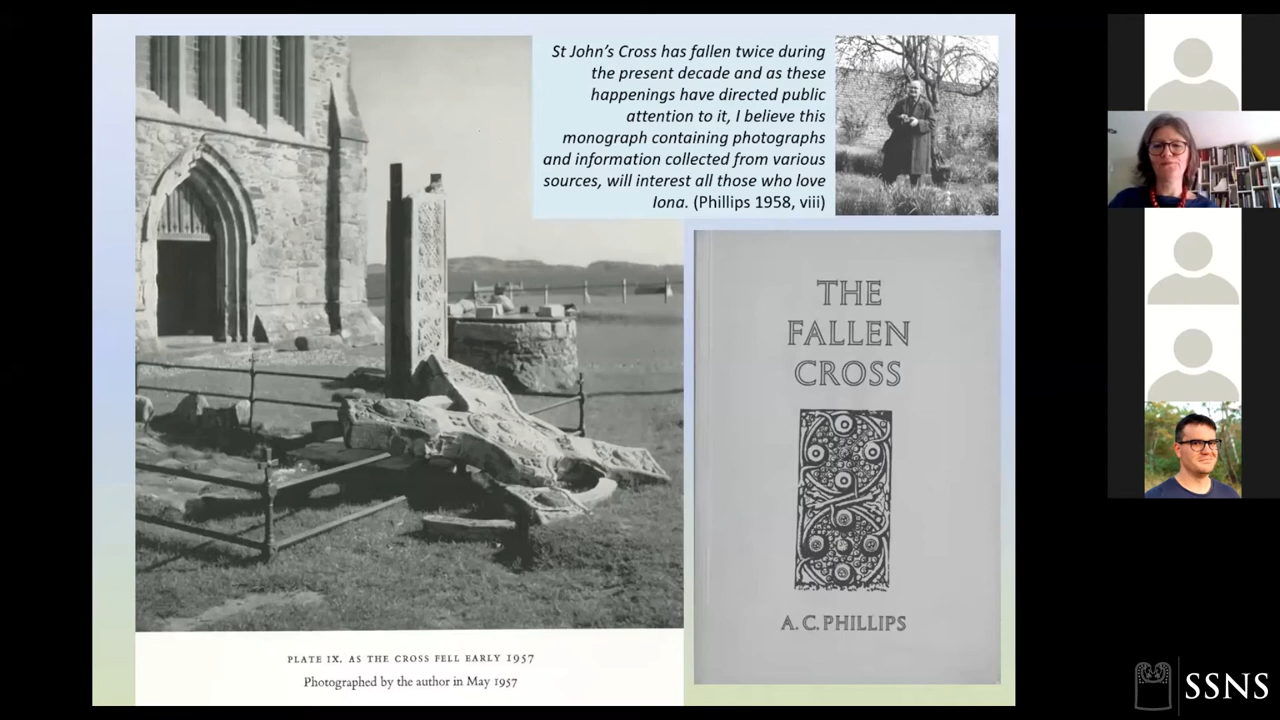 St John's Cross has fallen twice during
the present decade and as these
happenings have directed public
attention to it, I believe this
monograph containing photographs
and information collected from various
sources, will interest all those who love
Iona. (Phillips 1958, viii)
THE
FALLEN
CROSS
A. C. PHILLIPS
PLATE IX. AS THE CROSS FELL EARLY 1957
Photographed by the author in May 1957
SSNS